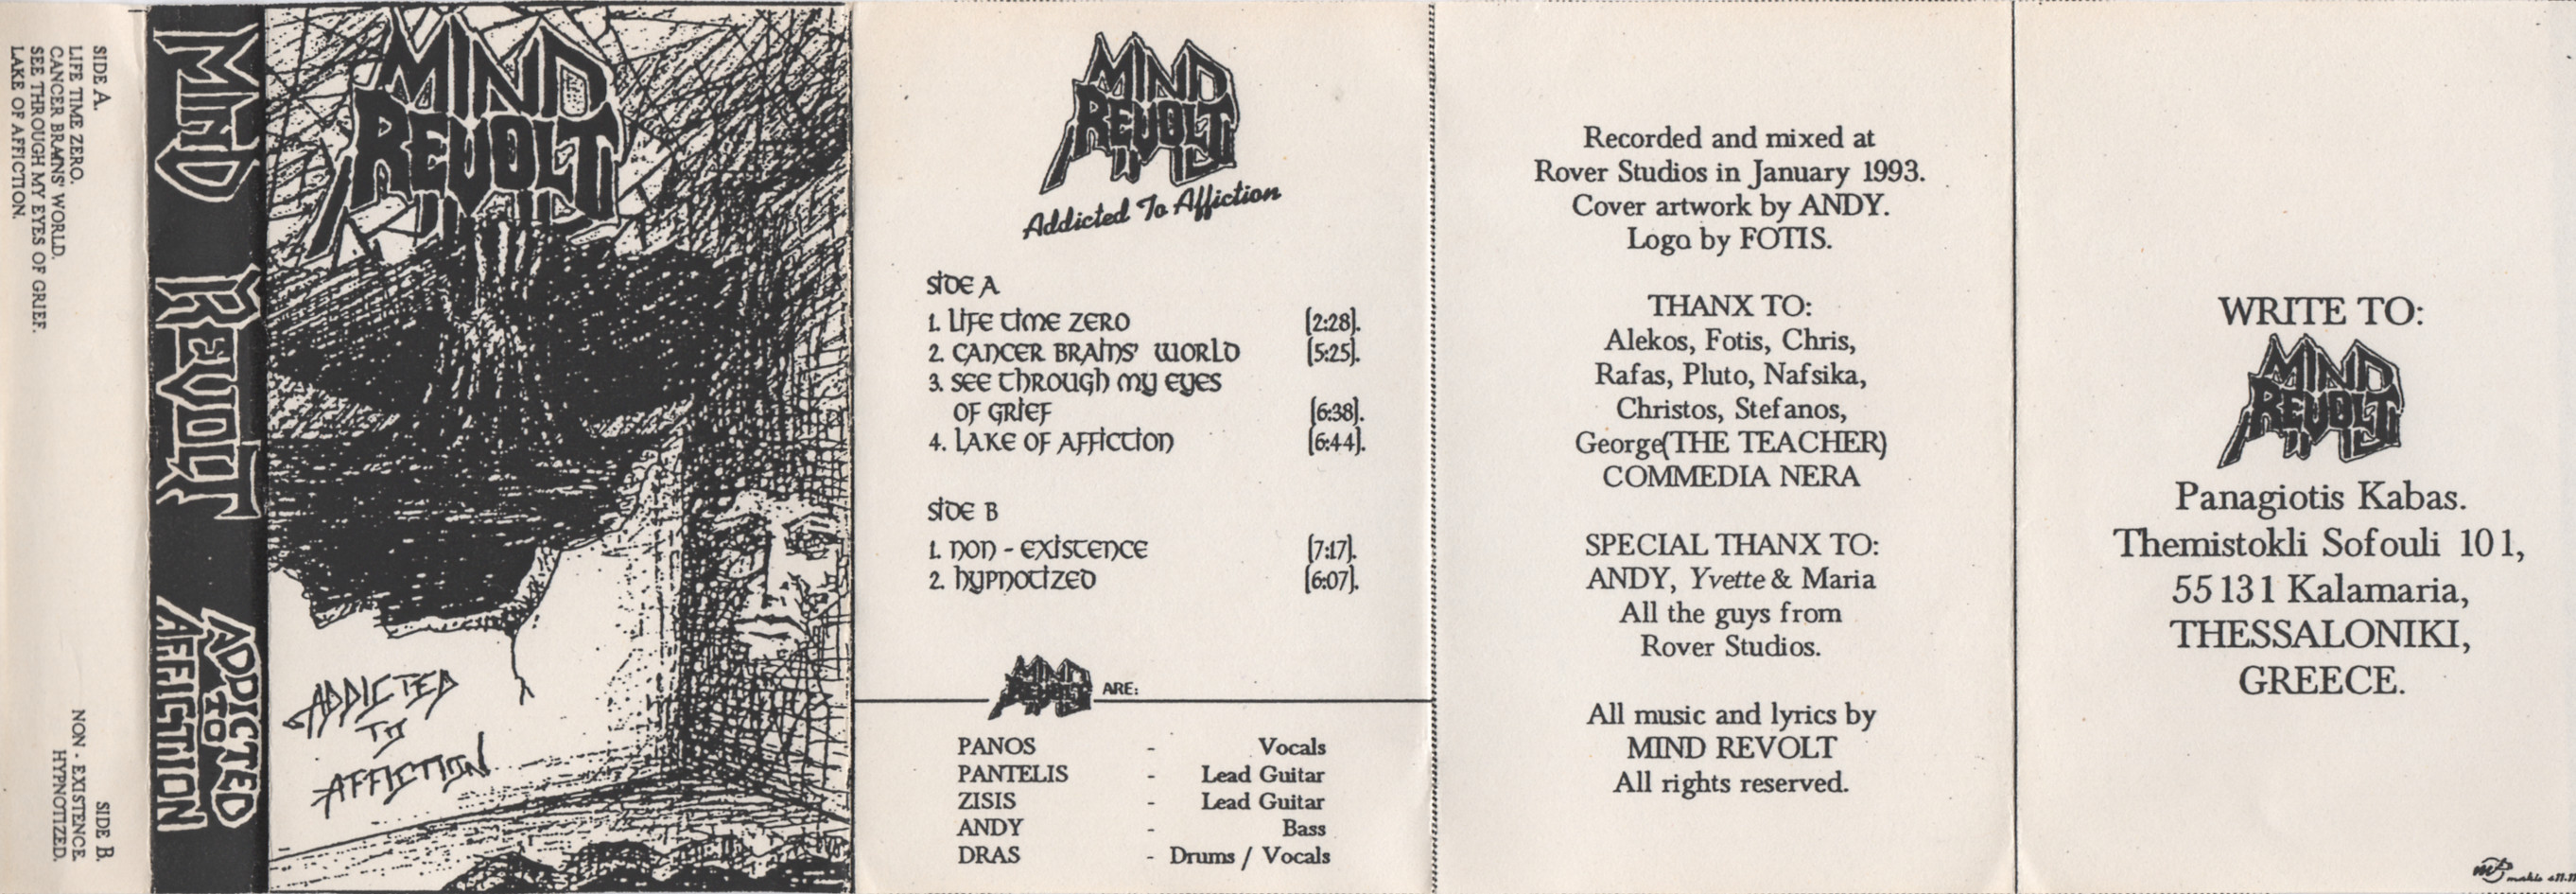 SIDE A.
LIFE TIME ZERO.
CANCER BRAINS' WORLD.
SEE THROUGH MY EYES OF GRIEF.
LAKE OF AFFICTION.
SIDE B.
NON - EXISTENCE.
HYPNOTIZED.
MIND REVOLT
ADDICTED
TO
AFFICTION
MIND
REVOLT
ADDICTED
TO
AFFICTION
MIND
REVOLT
Addicted To Affiction
SIDE A
1. LIFE TIME ZERO (2:28).
2. CANCER BRAINS' WORLD (5:25).
3. SEE THROUGH MY EYES
OF GRIEF (6:38).
4. LAKE OF AFFICTION (6:44).
SIDE B
1. NON - EXISTENCE (7:17).
2. HYPNOTIZED (6:07).
MIND
REVOLT ARE:
PANOS - Vocals
PANTELIS - Lead Guitar
ZISIS - Lead Guitar
ANDY - Bass
DRAS - Drums / Vocals
Recorded and mixed at
Rover Studios in January 1993.
Cover artwork by ANDY.
Logo by FOTIS.
THANX TO:
Alekos, Fotis, Chris,
Rafas, Pluto, Nafsika,
Christos, Stefanos,
George(THE TEACHER)
COMMEDIA NERA
SPECIAL THANX TO:
ANDY, Yvette & Maria
All the guys from
Rover Studios.
All music and lyrics by
MIND REVOLT
All rights reserved.
WRITE TO:
MIND
REVOLT
Panagiotis Kabas.
Themistokli Sofouli 101,
55131 Kalamaria,
THESSALONIKI,
GREECE.